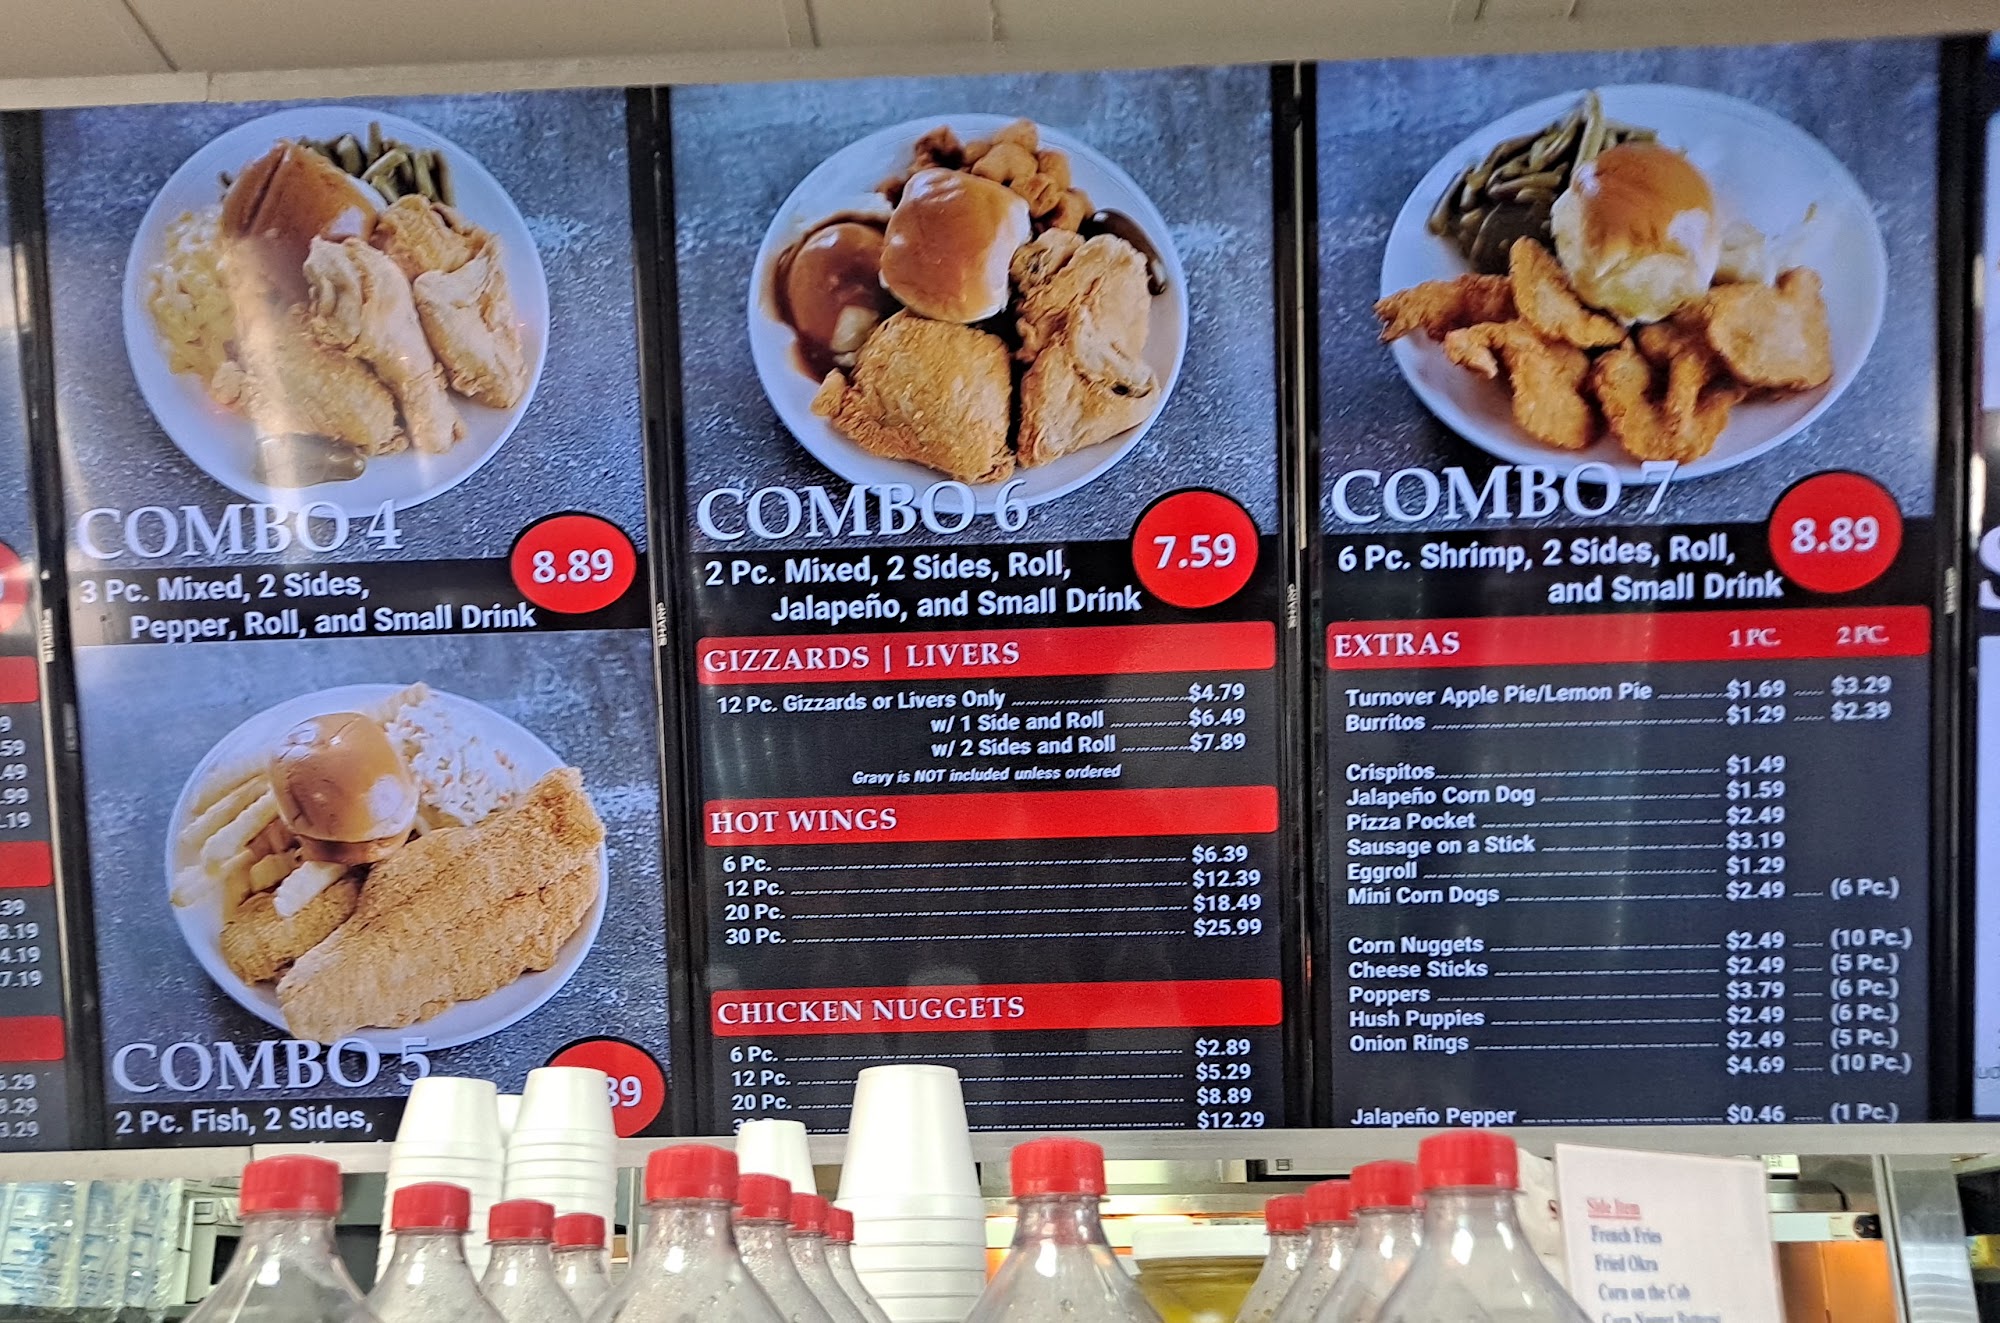 COMBO 4
8.89
3 Pc. Mixed, 2 Sides,
Pepper, Roll, and Small Drink
COMBO 5
89
2 Pc. Fish, 2 Sides,
COMBO 6
7.59
2 Pc. Mixed, 2 Sides, Roll,
Jalapeño, and Small Drink
GIZZARDS | LIVERS
12 Pc. Gizzards or Livers Only $4.79
w/ 1 Side and Roll $6.49
w/ 2 Sides and Roll $7.89
Gravy is NOT included unless ordered
HOT WINGS
6 Pc. $6.39
12 Pc. $12.39
20 Pc. $18.49
30 Pc. $25.99
CHICKEN NUGGETS
6 Pc. $2.89
12 Pc. $5.29
20 Pc. $8.89
$12.29
COMBO 7
8.89
6 Pc. Shrimp, 2 Sides, Roll,
and Small Drink
EXTRAS 1 PC. 2 PC.
Turnover Apple Pie/Lemon Pie $1.69 $3.29
Burritos $1.29 $2.39
Crispitos $1.49
Jalapeño Corn Dog $1.59
Pizza Pocket $2.49
Sausage on a Stick $3.19
Eggroll $1.29
Mini Corn Dogs $2.49 (6 Pc.)
Corn Nuggets $2.49 (10 Pc.)
Cheese Sticks $2.49 (5 Pc.)
Poppers $3.79 (6 Pc.)
Hush Puppies $2.49 (6 Pc.)
Onion Rings $2.49 (5 Pc.)
$4.69 (10 Pc.)
Jalapeño Pepper $0.46 (1 Pc.)
SHARP
SHARP
SHARP
SHARP
Side Item
French Fries
Fried Okra
Corn on the Cob